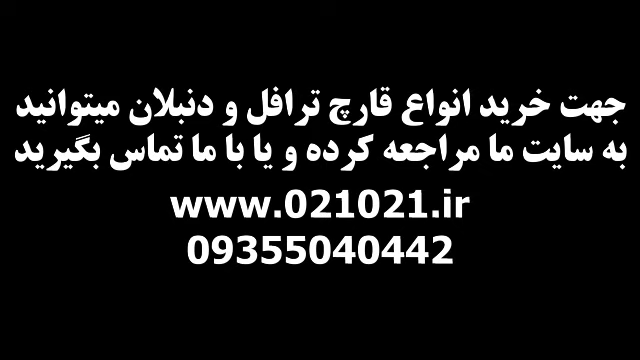 جهت خرید انواع قارچ ترافل و دنبلان میتوانید
به سایت ما مراجعه کرده و یا با ما تماس بگیرید
www.021021.ir
09355040442